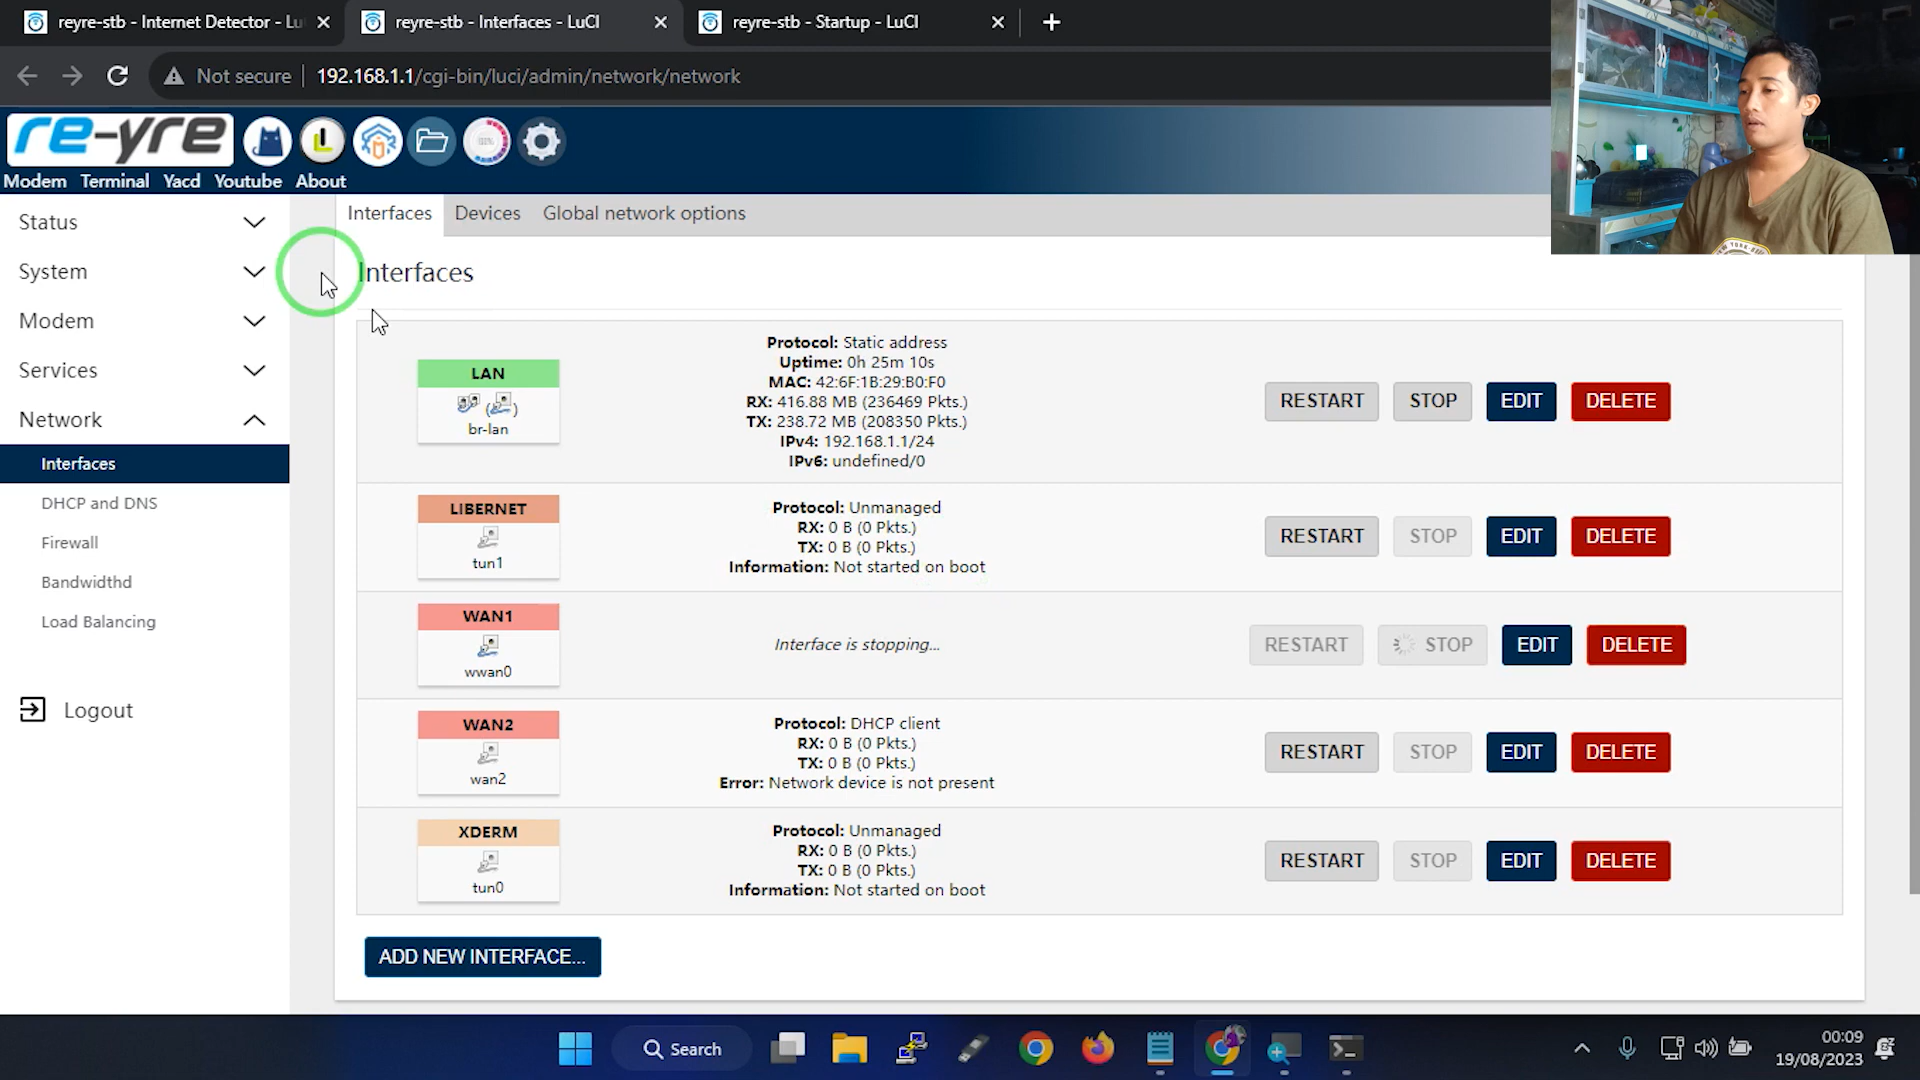 reyre-stb - Internet Detector - Lu
reyre-stb - Interfaces - LuCI
reyre-stb - Startup - LuCI
Not secure
192.168.1.1/cgi-bin/luci/admin/network/network
re-yre
Modem Terminal Yacd Youtube About
Status
System
Modem
Services
Network
Interfaces
DHCP and DNS
Firewall
Bandwidthd
Load Balancing
Logout
Interfaces Devices Global network options
Interfaces
LAN
br-lan
Protocol: Static address
Uptime: 0h 25m 10s
MAC: 42:6F:1B:29:B0:F0
RX: 416.88 MB (236469 Pkts.)
TX: 238.72 MB (208350 Pkts.)
IPv4: 192.168.1.1/24
IPv6: undefined/0
RESTART STOP EDIT DELETE
LIBERNET
tun1
Protocol: Unmanaged
RX: 0 B (0 Pkts.)
TX: 0 B (0 Pkts.)
Information: Not started on boot
RESTART STOP EDIT DELETE
WAN1
wwan0
Interface is stopping...
RESTART STOP EDIT DELETE
WAN2
wan2
Protocol: DHCP client
RX: 0 B (0 Pkts.)
TX: 0 B (0 Pkts.)
Error: Network device is not present
RESTART STOP EDIT DELETE
XDERM
tun0
Protocol: Unmanaged
RX: 0 B (0 Pkts.)
TX: 0 B (0 Pkts.)
Information: Not started on boot
RESTART STOP EDIT DELETE
ADD NEW INTERFACE...
Search
00:09
19/08/2023